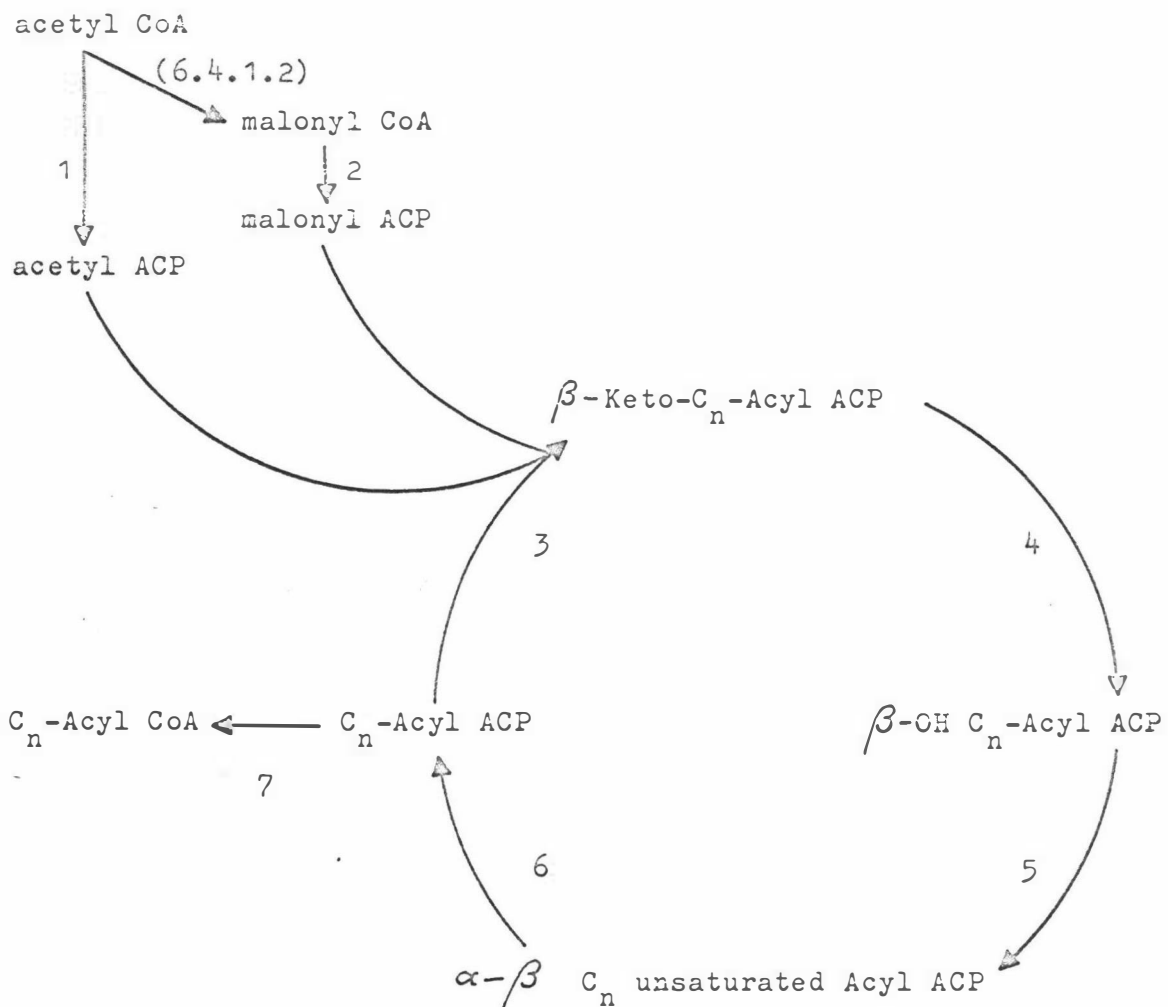 acetyl CoA
(6.4.1.2)
malonyl CoA
1
2
malonyl ACP
acetyl ACP
β-Keto-Cₙ-Acyl ACP
3
4
Cₙ-Acyl CoA
Cₙ-Acyl ACP
β-OH Cₙ-Acyl ACP
7
6
5
α-β Cₙ unsaturated Acyl ACP